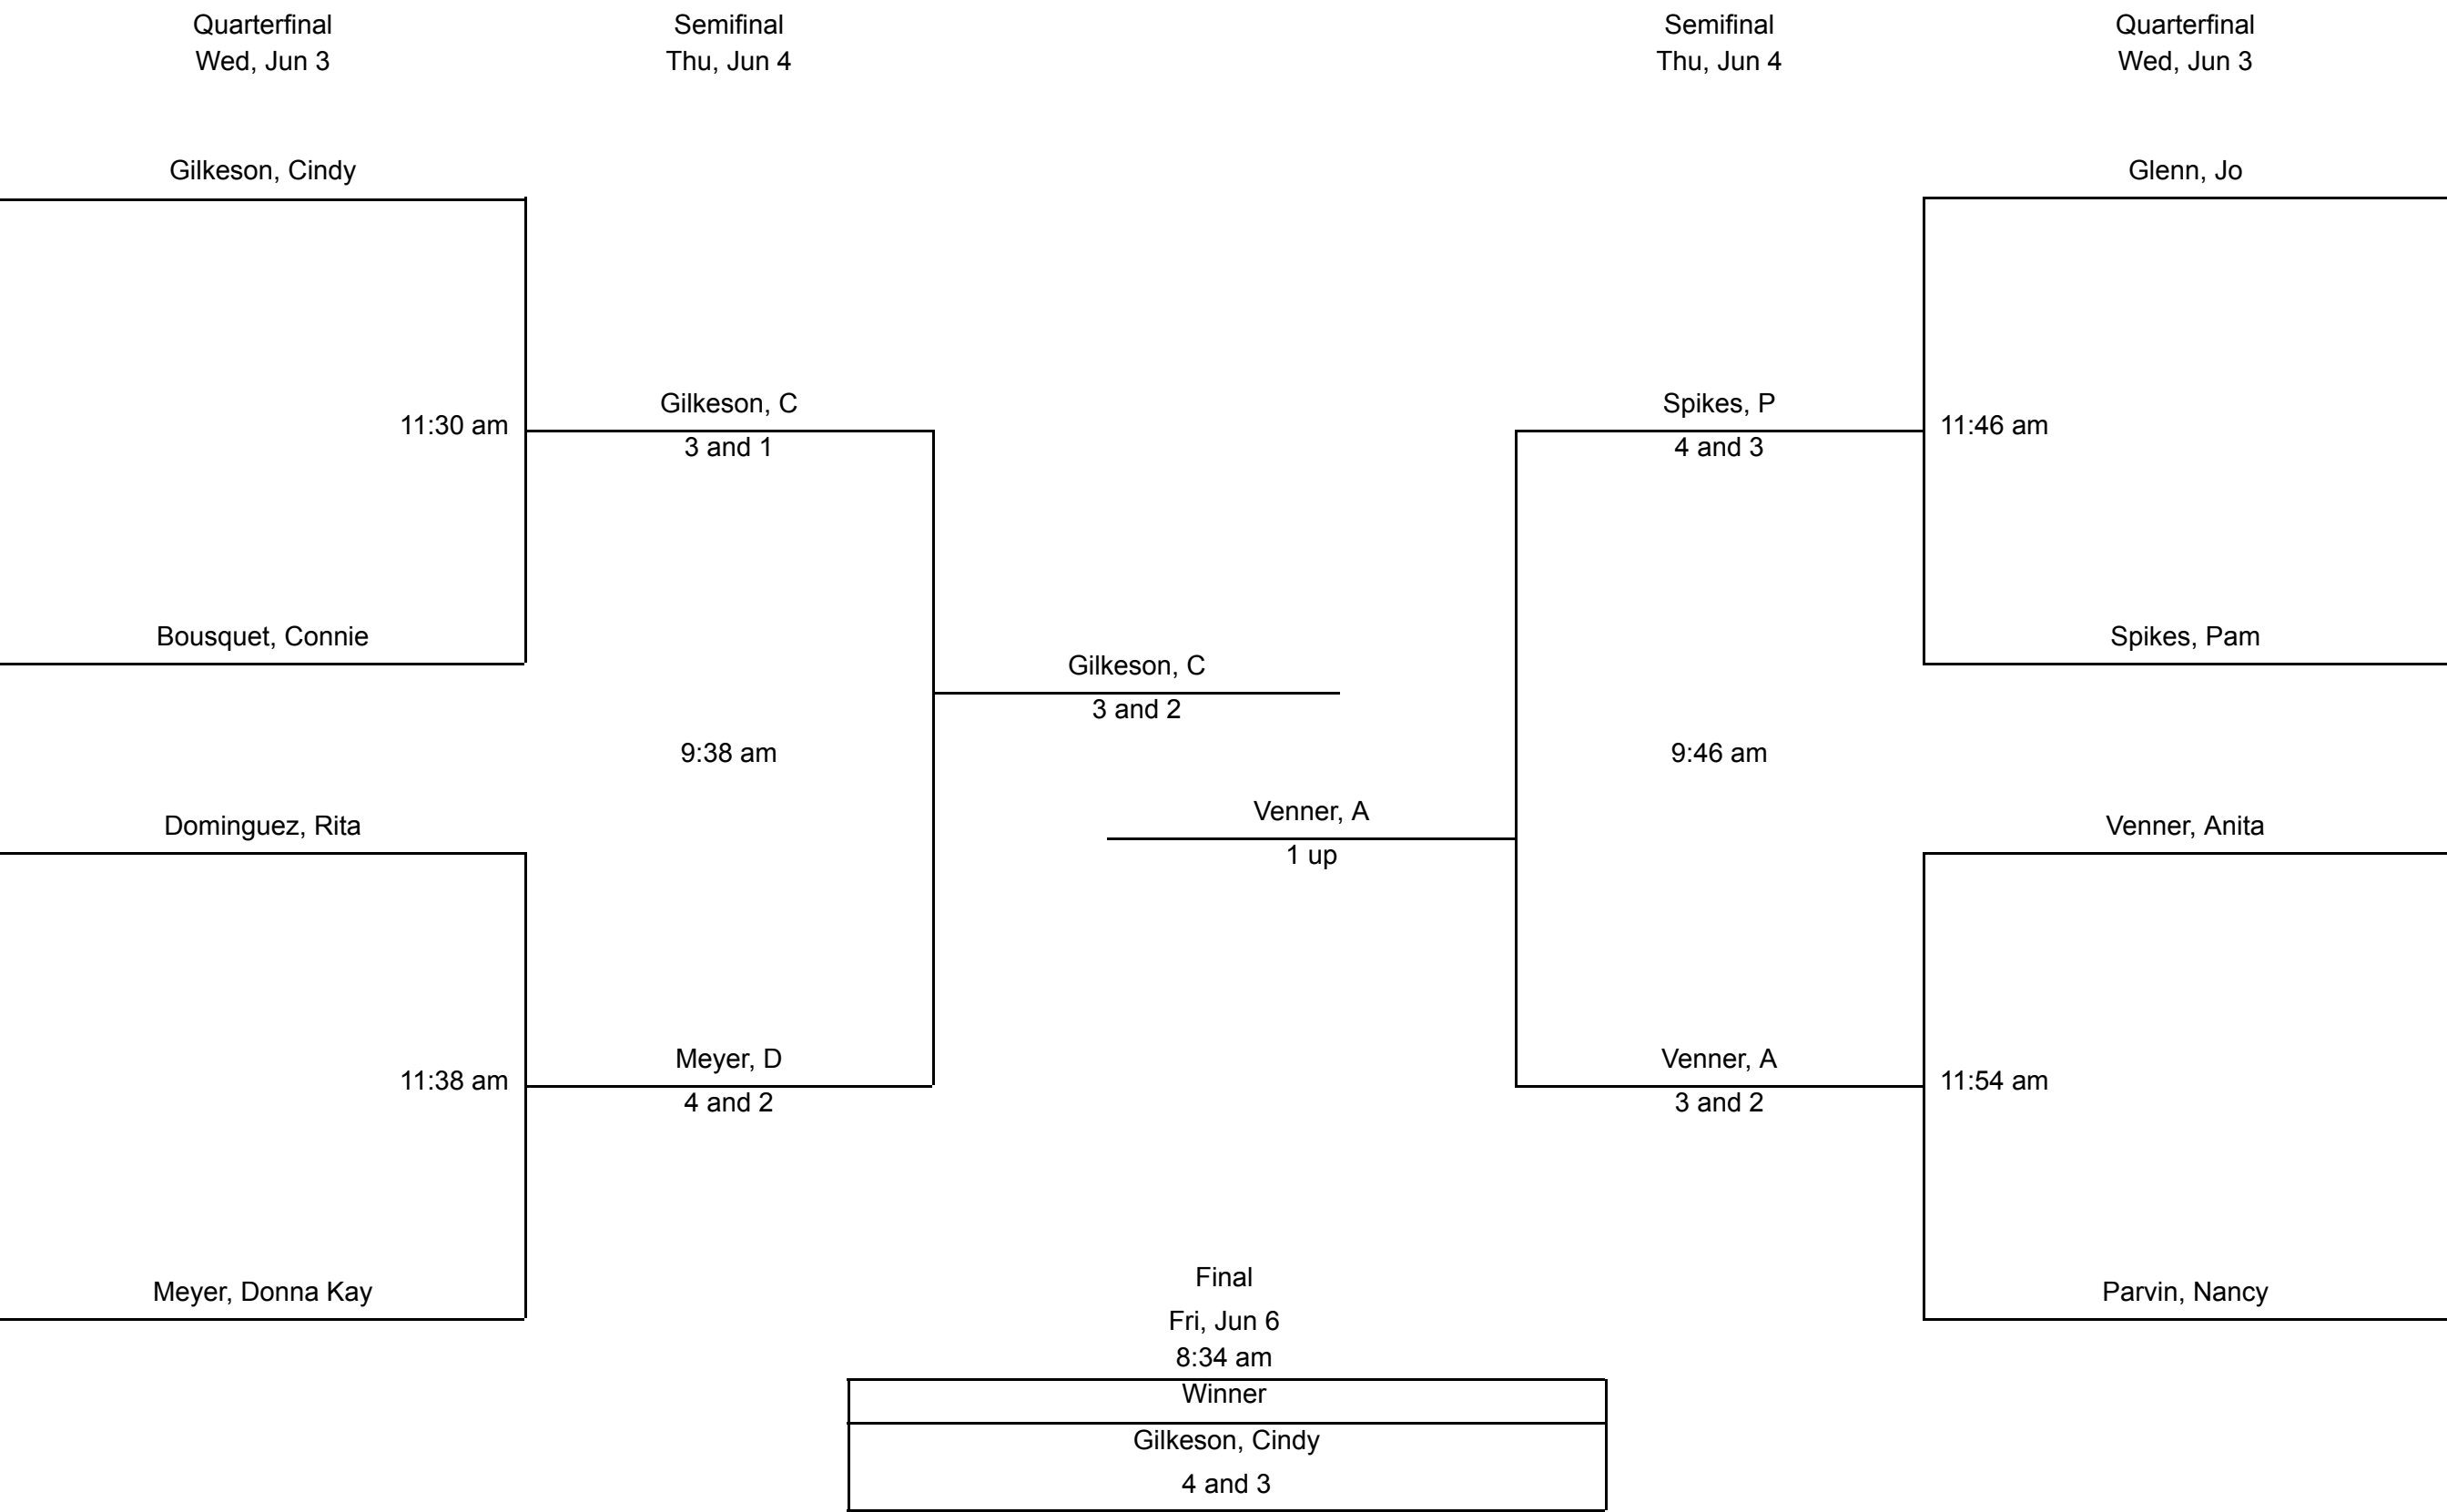 Quarterfinal
Wed, Jun 3
Semifinal
Thu, Jun 4
Semifinal
Thu, Jun 4
Quarterfinal
Wed, Jun 3
Gilkeson, Cindy
11:30 am
Bousquet, Connie
Dominguez, Rita
11:38 am
Meyer, Donna Kay
Gilkeson, C
3 and 1
9:38 am
Meyer, D
4 and 2
Gilkeson, C
3 and 2
Venner, A
1 up
Spikes, P
4 and 3
9:46 am
Venner, A
3 and 2
Glenn, Jo
11:46 am
Spikes, Pam
Venner, Anita
11:54 am
Parvin, Nancy
Final
Fri, Jun 6
8:34 am
Winner
Gilkeson, Cindy
4 and 3